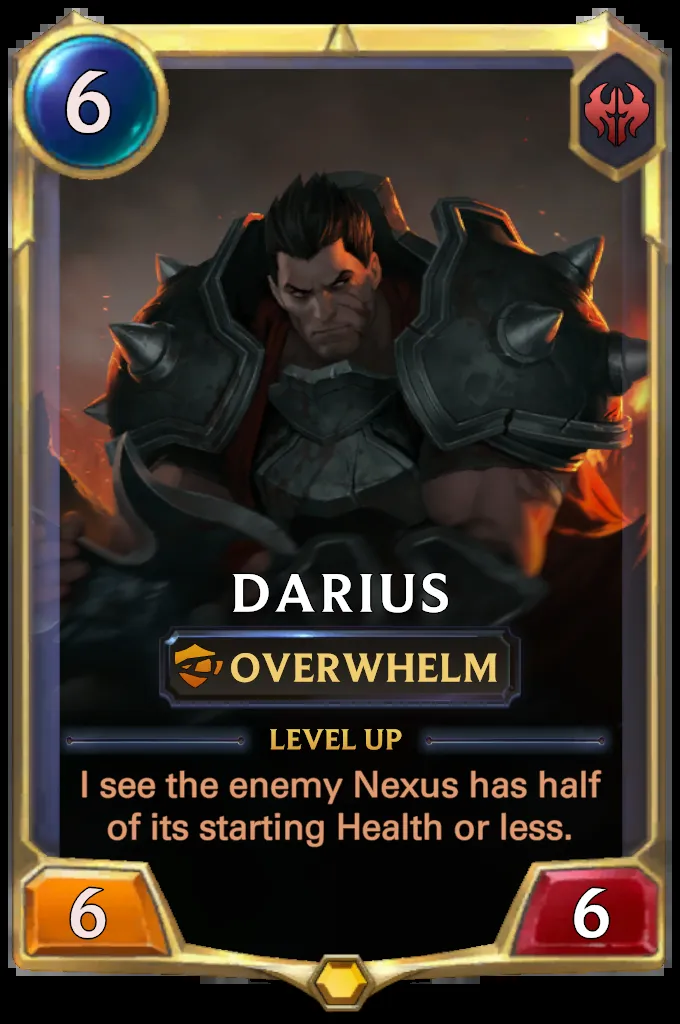 6
DARIUS
OVERWHELM
LEVEL UP
I see the enemy Nexus has half
of its starting Health or less.
6
6